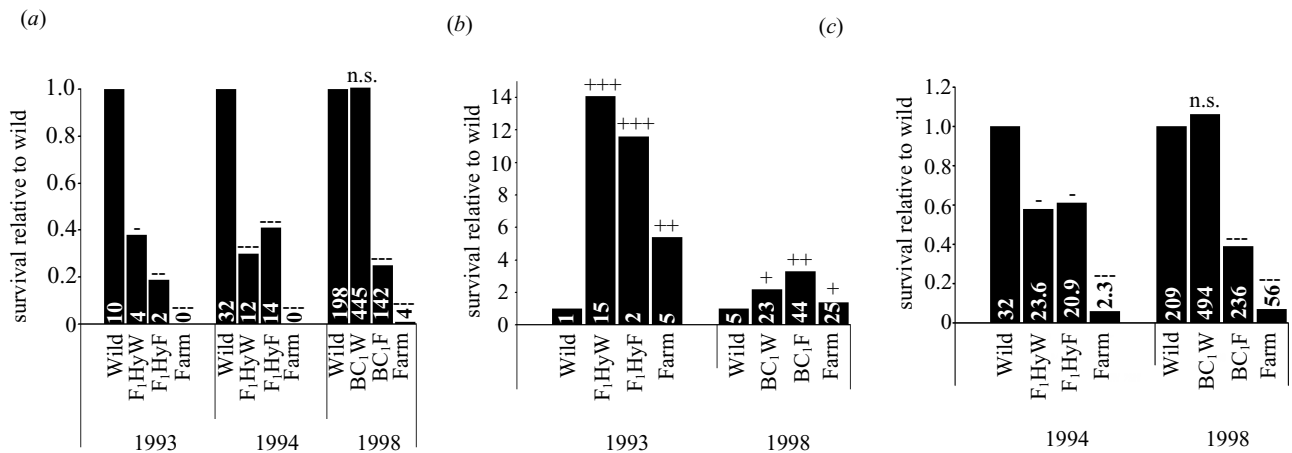 (a)
survival relative to wild
1.0
0.8
0.6
0.4
0.2
0
n.s.
-
--
--
---
---
--
---
--
10
4
2
0
32
12
14
0
198
445
142
4
Wild
F₁HyW
F₁HyF
Farm
Wild
F₁HyW
F₁HyF
Farm
Wild
BC₁W
BC₁F
Farm
1993
1994
1998
(b)
survival relative to wild
14
12
10
8
6
4
2
0
+++
+++
++
+
++
+
1
15
2
5
5
23
44
25
Wild
F₁HyW
F₁HyF
Farm
Wild
BC₁W
BC₁F
Farm
1993
1998
(c)
survival relative to wild
1.2
1.0
0.8
0.6
0.4
0.2
0
n.s.
-
-
---
---
---
32
23.6
20.9
2.3
209
494
236
56
Wild
F₁HyW
F₁HyF
Farm
Wild
BC₁W
BC₁F
Farm
1994
1998